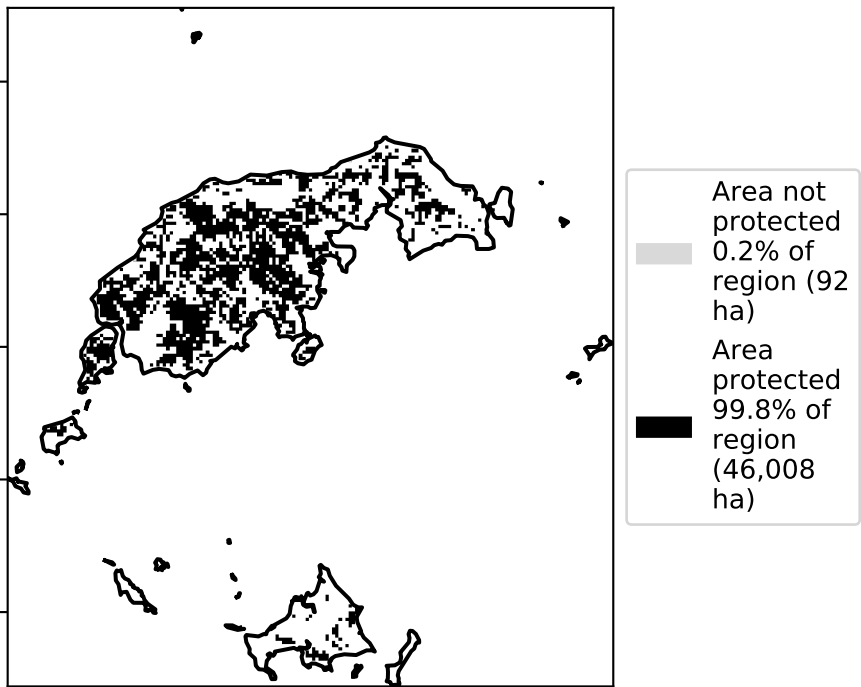 Area not
protected
0.2% of
region (92
ha)
Area
protected
99.8% of
region
(46,008
ha)